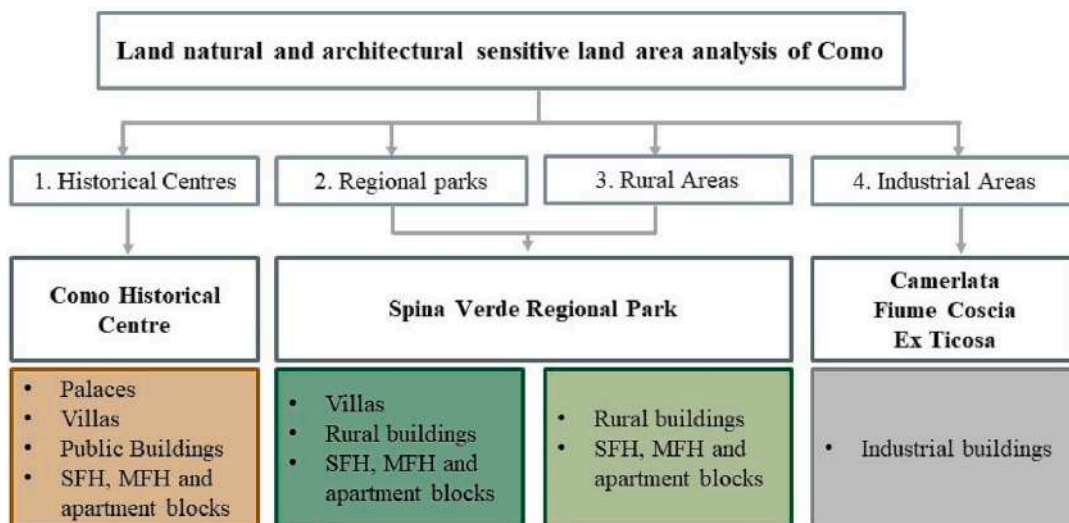 Land natural and architectural sensitive land area analysis of Como
1. Historical Centres
2. Regional parks
3. Rural Areas
4. Industrial Areas
Como Historical
Centre
Spina Verde Regional Park
Camerlata
Fiume Coscia
Ex Ticosa
• Palaces
• Villas
• Public Buildings
• SFH, MFH and
apartment blocks
• Villas
• Rural buildings
• SFH, MFH and
apartment blocks
• Rural buildings
• SFH, MFH and
apartment blocks
• Industrial buildings